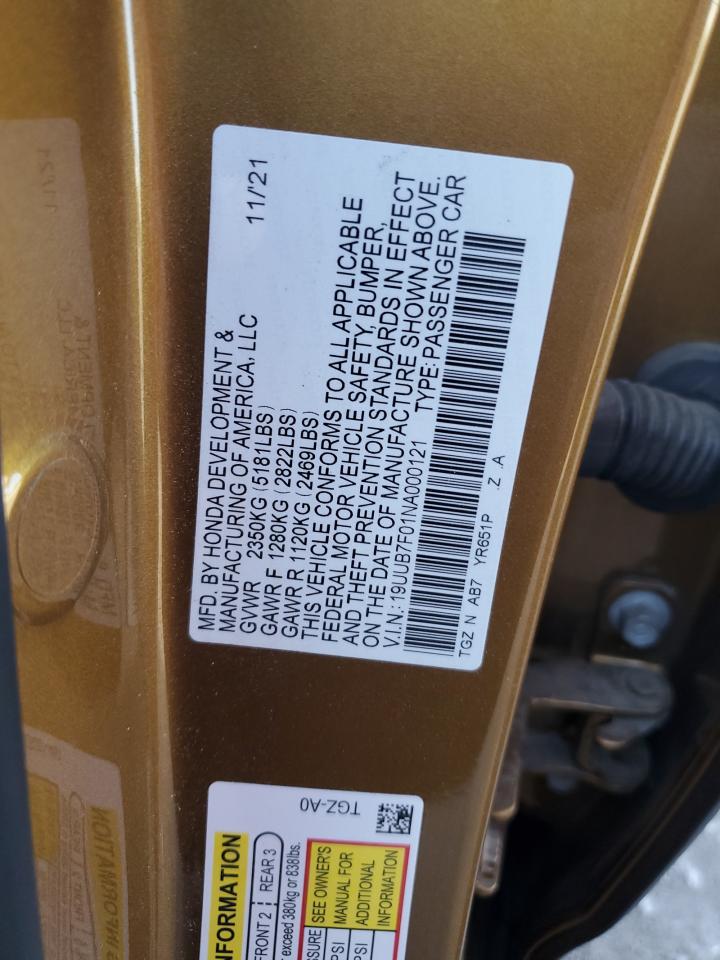 MFD. BY HONDA DEVELOPMENT &
MANUFACTURING OF AMERICA, LLC 11/'21
GVWR 2350KG (5181LBS)
GAWR F 1280KG (2822LBS)
GAWR R 1120KG (2469LBS)
THIS VEHICLE CONFORMS TO ALL APPLICABLE
FEDERAL MOTOR VEHICLE SAFETY, BUMPER,
AND THEFT PREVENTION STANDARDS IN EFFECT
ON THE DATE OF MANUFACTURE SHOWN ABOVE.
V.I.N.: 19UUB7F01NA000121 TYPE: PASSENGER CAR
TGZ N AB7 YR651P .Z .A
TGZ-A0
FRONT 2 REAR 3
exceed 380kg or 838lbs.
SEE OWNER'S
MANUAL FOR
ADDITIONAL
INFORMATION
PSI
PSI